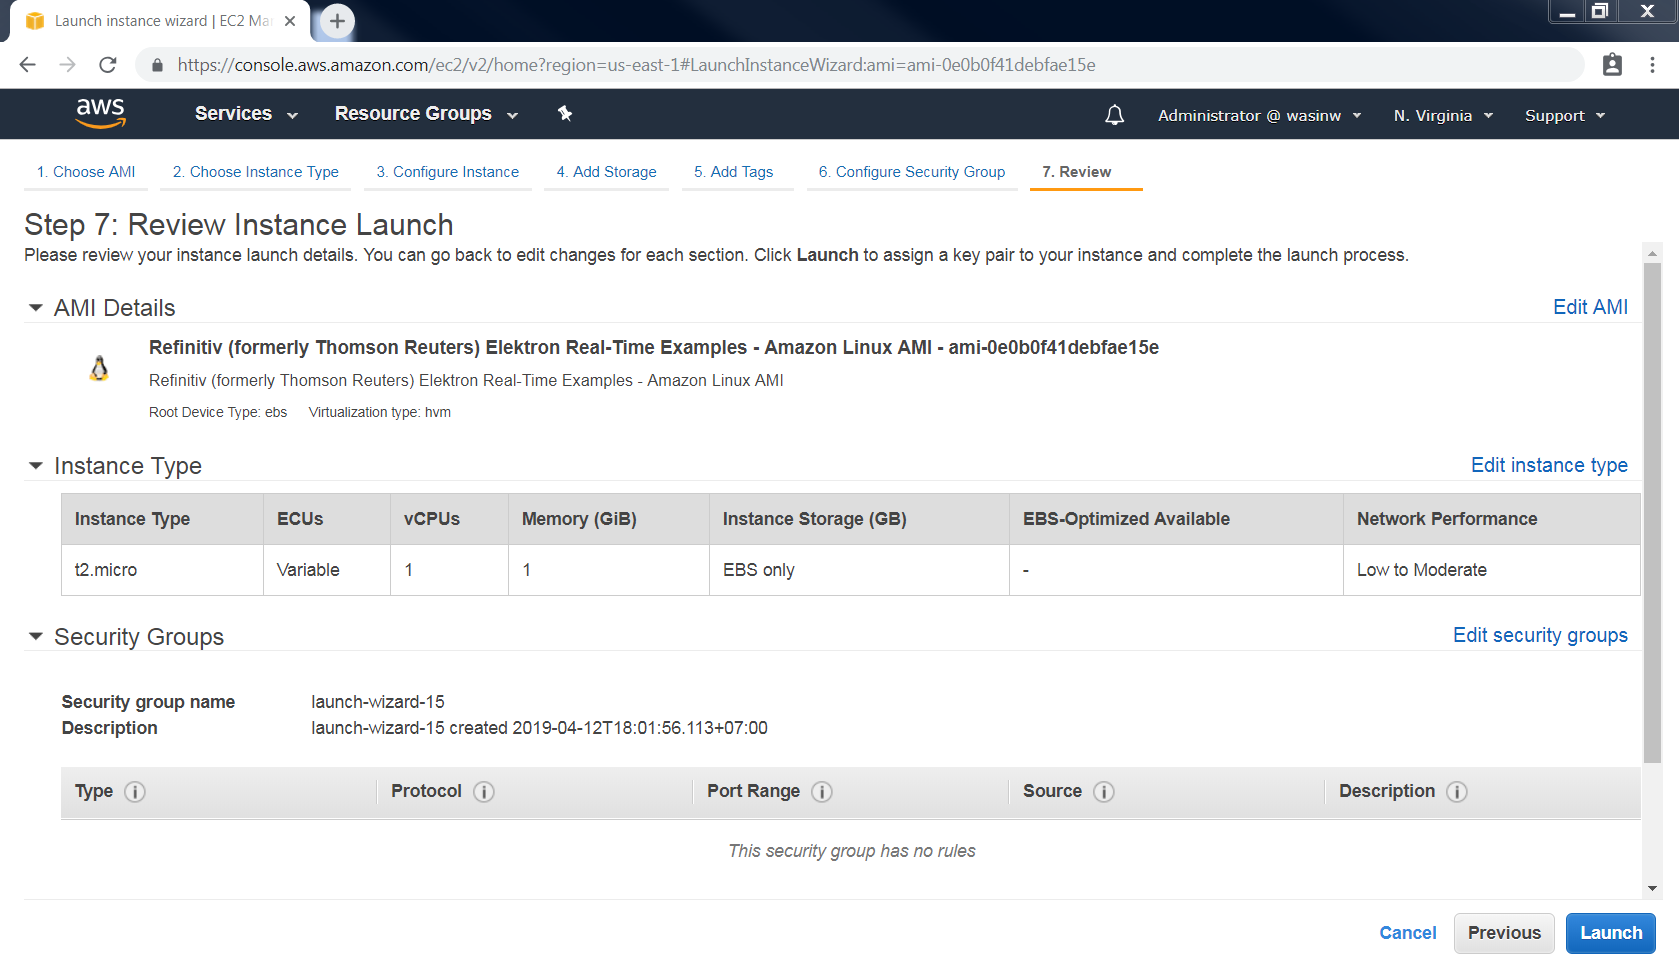 Launch instance wizard | EC2 Ma
https://console.aws.amazon.com/ec2/v2/home?region=us-east-1#LaunchInstanceWizard:ami=ami-0e0b0f41debfae15e
aws Services Resource Groups Administrator @ wasinw N. Virginia Support
1. Choose AMI 2. Choose Instance Type 3. Configure Instance 4. Add Storage 5. Add Tags 6. Configure Security Group 7. Review
Step 7: Review Instance Launch
Please review your instance launch details. You can go back to edit changes for each section. Click Launch to assign a key pair to your instance and complete the launch process.
AMI Details Edit AMI
Refinitiv (formerly Thomson Reuters) Elektron Real-Time Examples - Amazon Linux AMI - ami-0e0b0f41debfae15e
Refinitiv (formerly Thomson Reuters) Elektron Real-Time Examples - Amazon Linux AMI
Root Device Type: ebs Virtualization type: hvm
Instance Type Edit instance type
Instance Type ECUs vCPUs Memory (GiB) Instance Storage (GB) EBS-Optimized Available Network Performance
t2.micro Variable 1 1 EBS only - Low to Moderate
Security Groups Edit security groups
Security group name launch-wizard-15
Description launch-wizard-15 created 2019-04-12T18:01:56.113+07:00
Type i Protocol i Port Range i Source i Description i
This security group has no rules
Cancel Previous Launch